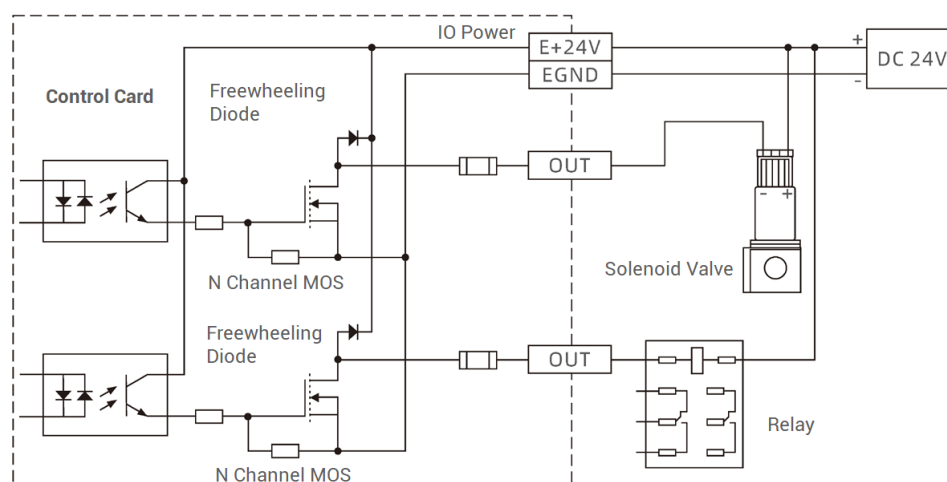 IO Power
E+24V
+
DC 24V
EGND
-
Control Card
Freewheeling
Diode
OUT
- +
Solenoid Valve
N Channel MOS
Freewheeling
Diode
OUT
Relay
N Channel MOS